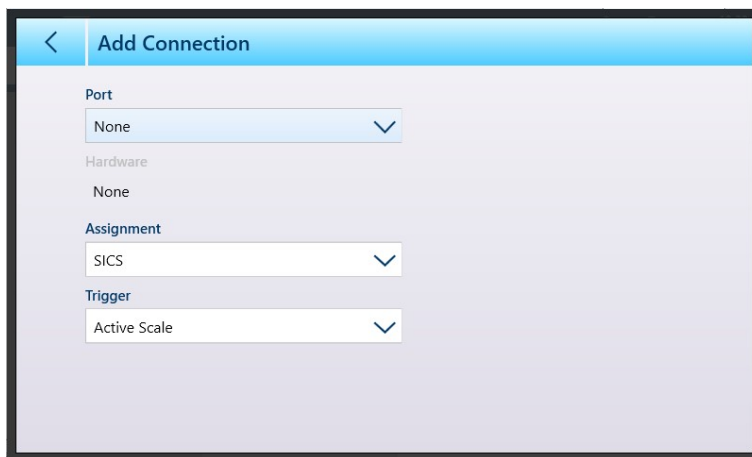 Add Connection
Port
None
Hardware
None
Assignment
SICS
Trigger
Active Scale